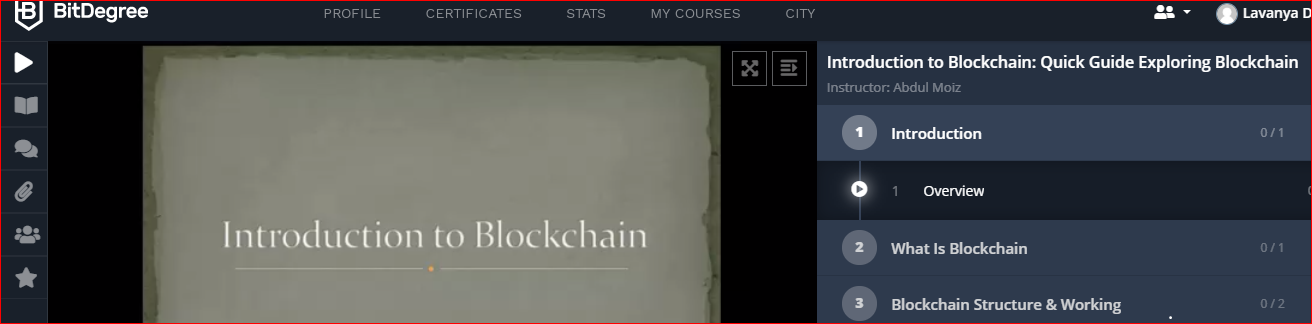 BitDegree
PROFILE CERTIFICATES STATS MY COURSES CITY
Lavanya D
Introduction to Blockchain
Introduction to Blockchain: Quick Guide Exploring Blockchain
Instructor: Abdul Moiz
1 Introduction 0 / 1
1 Overview
2 What Is Blockchain 0 / 1
3 Blockchain Structure & Working 0 / 2